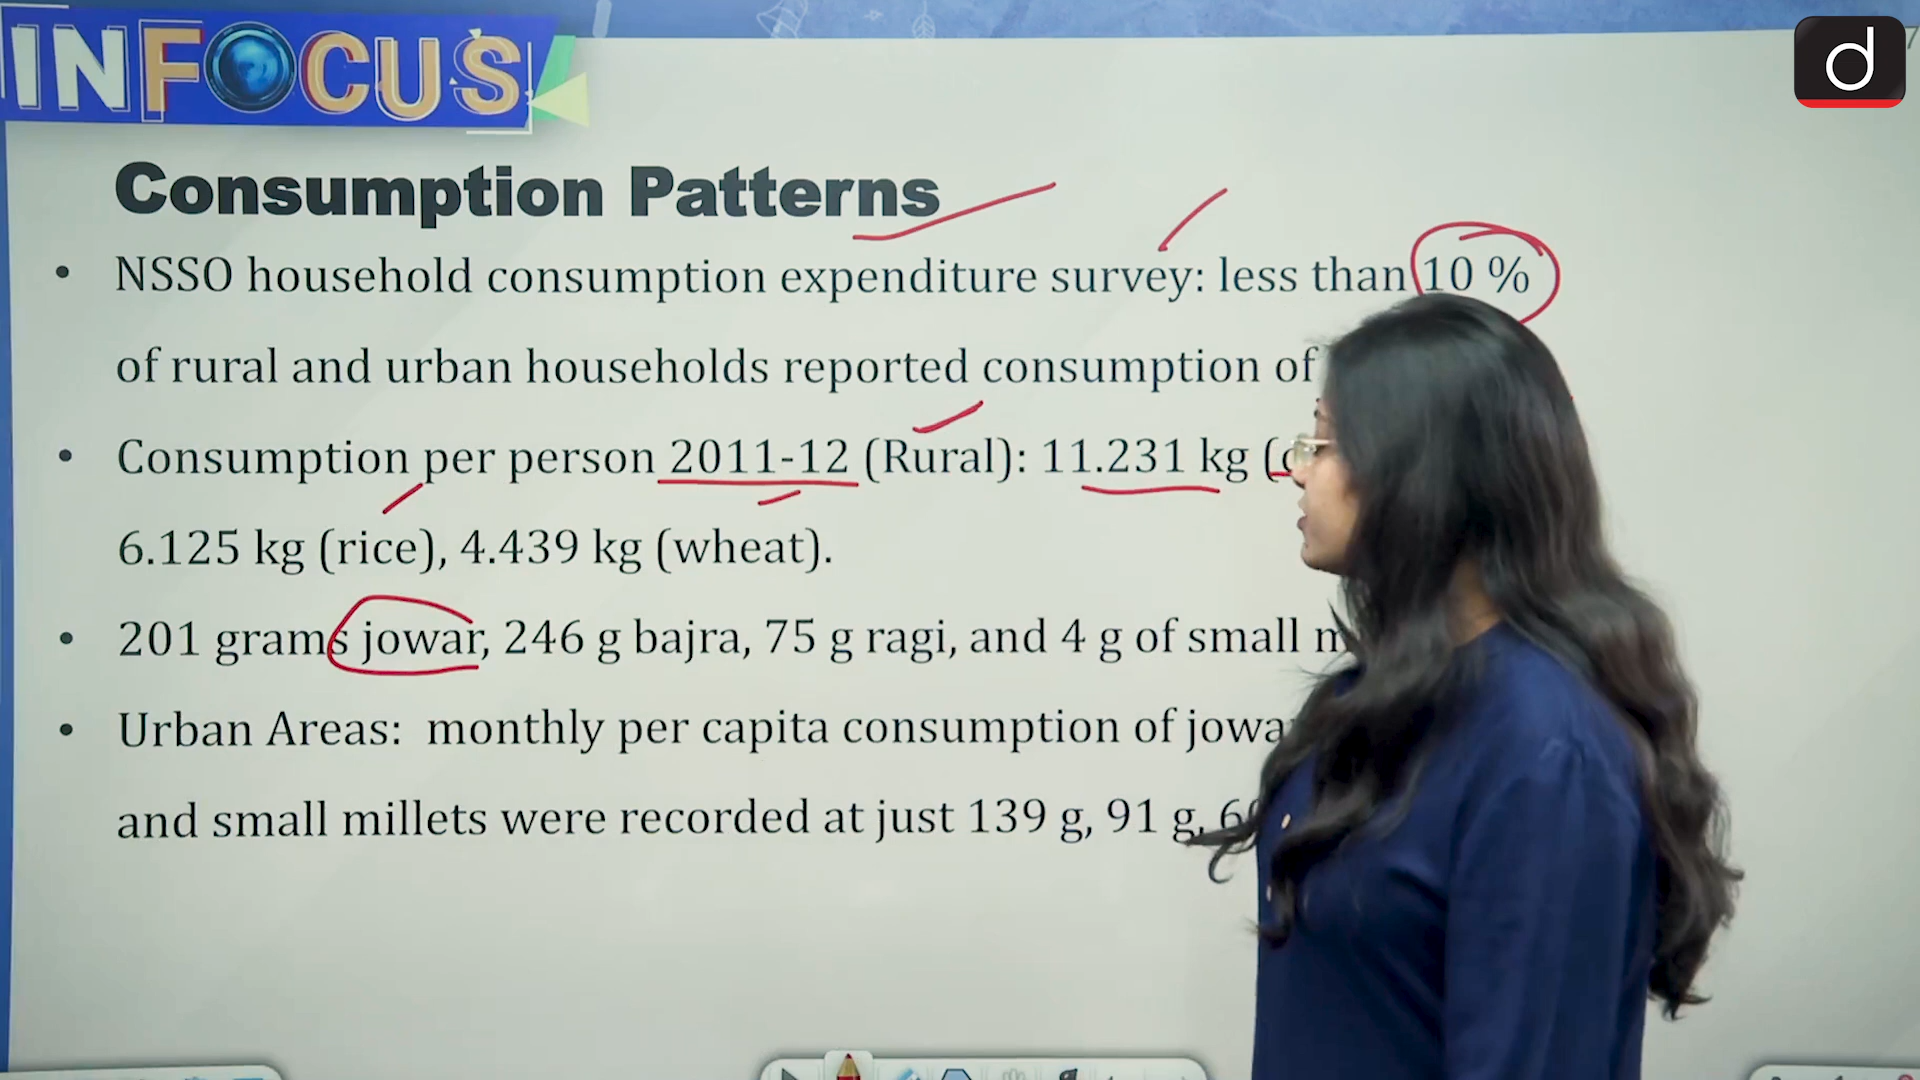 INFOCUS
d
Consumption Patterns
• NSSO household consumption expenditure survey: less than 10 %
of rural and urban households reported consumption of
• Consumption per person 2011-12 (Rural): 11.231 kg
6.125 kg (rice), 4.439 kg (wheat).
• 201 grams jowar, 246 g bajra, 75 g ragi, and 4 g of small
• Urban Areas: monthly per capita consumption of
and small millets were recorded at just 139 g, 91 g,